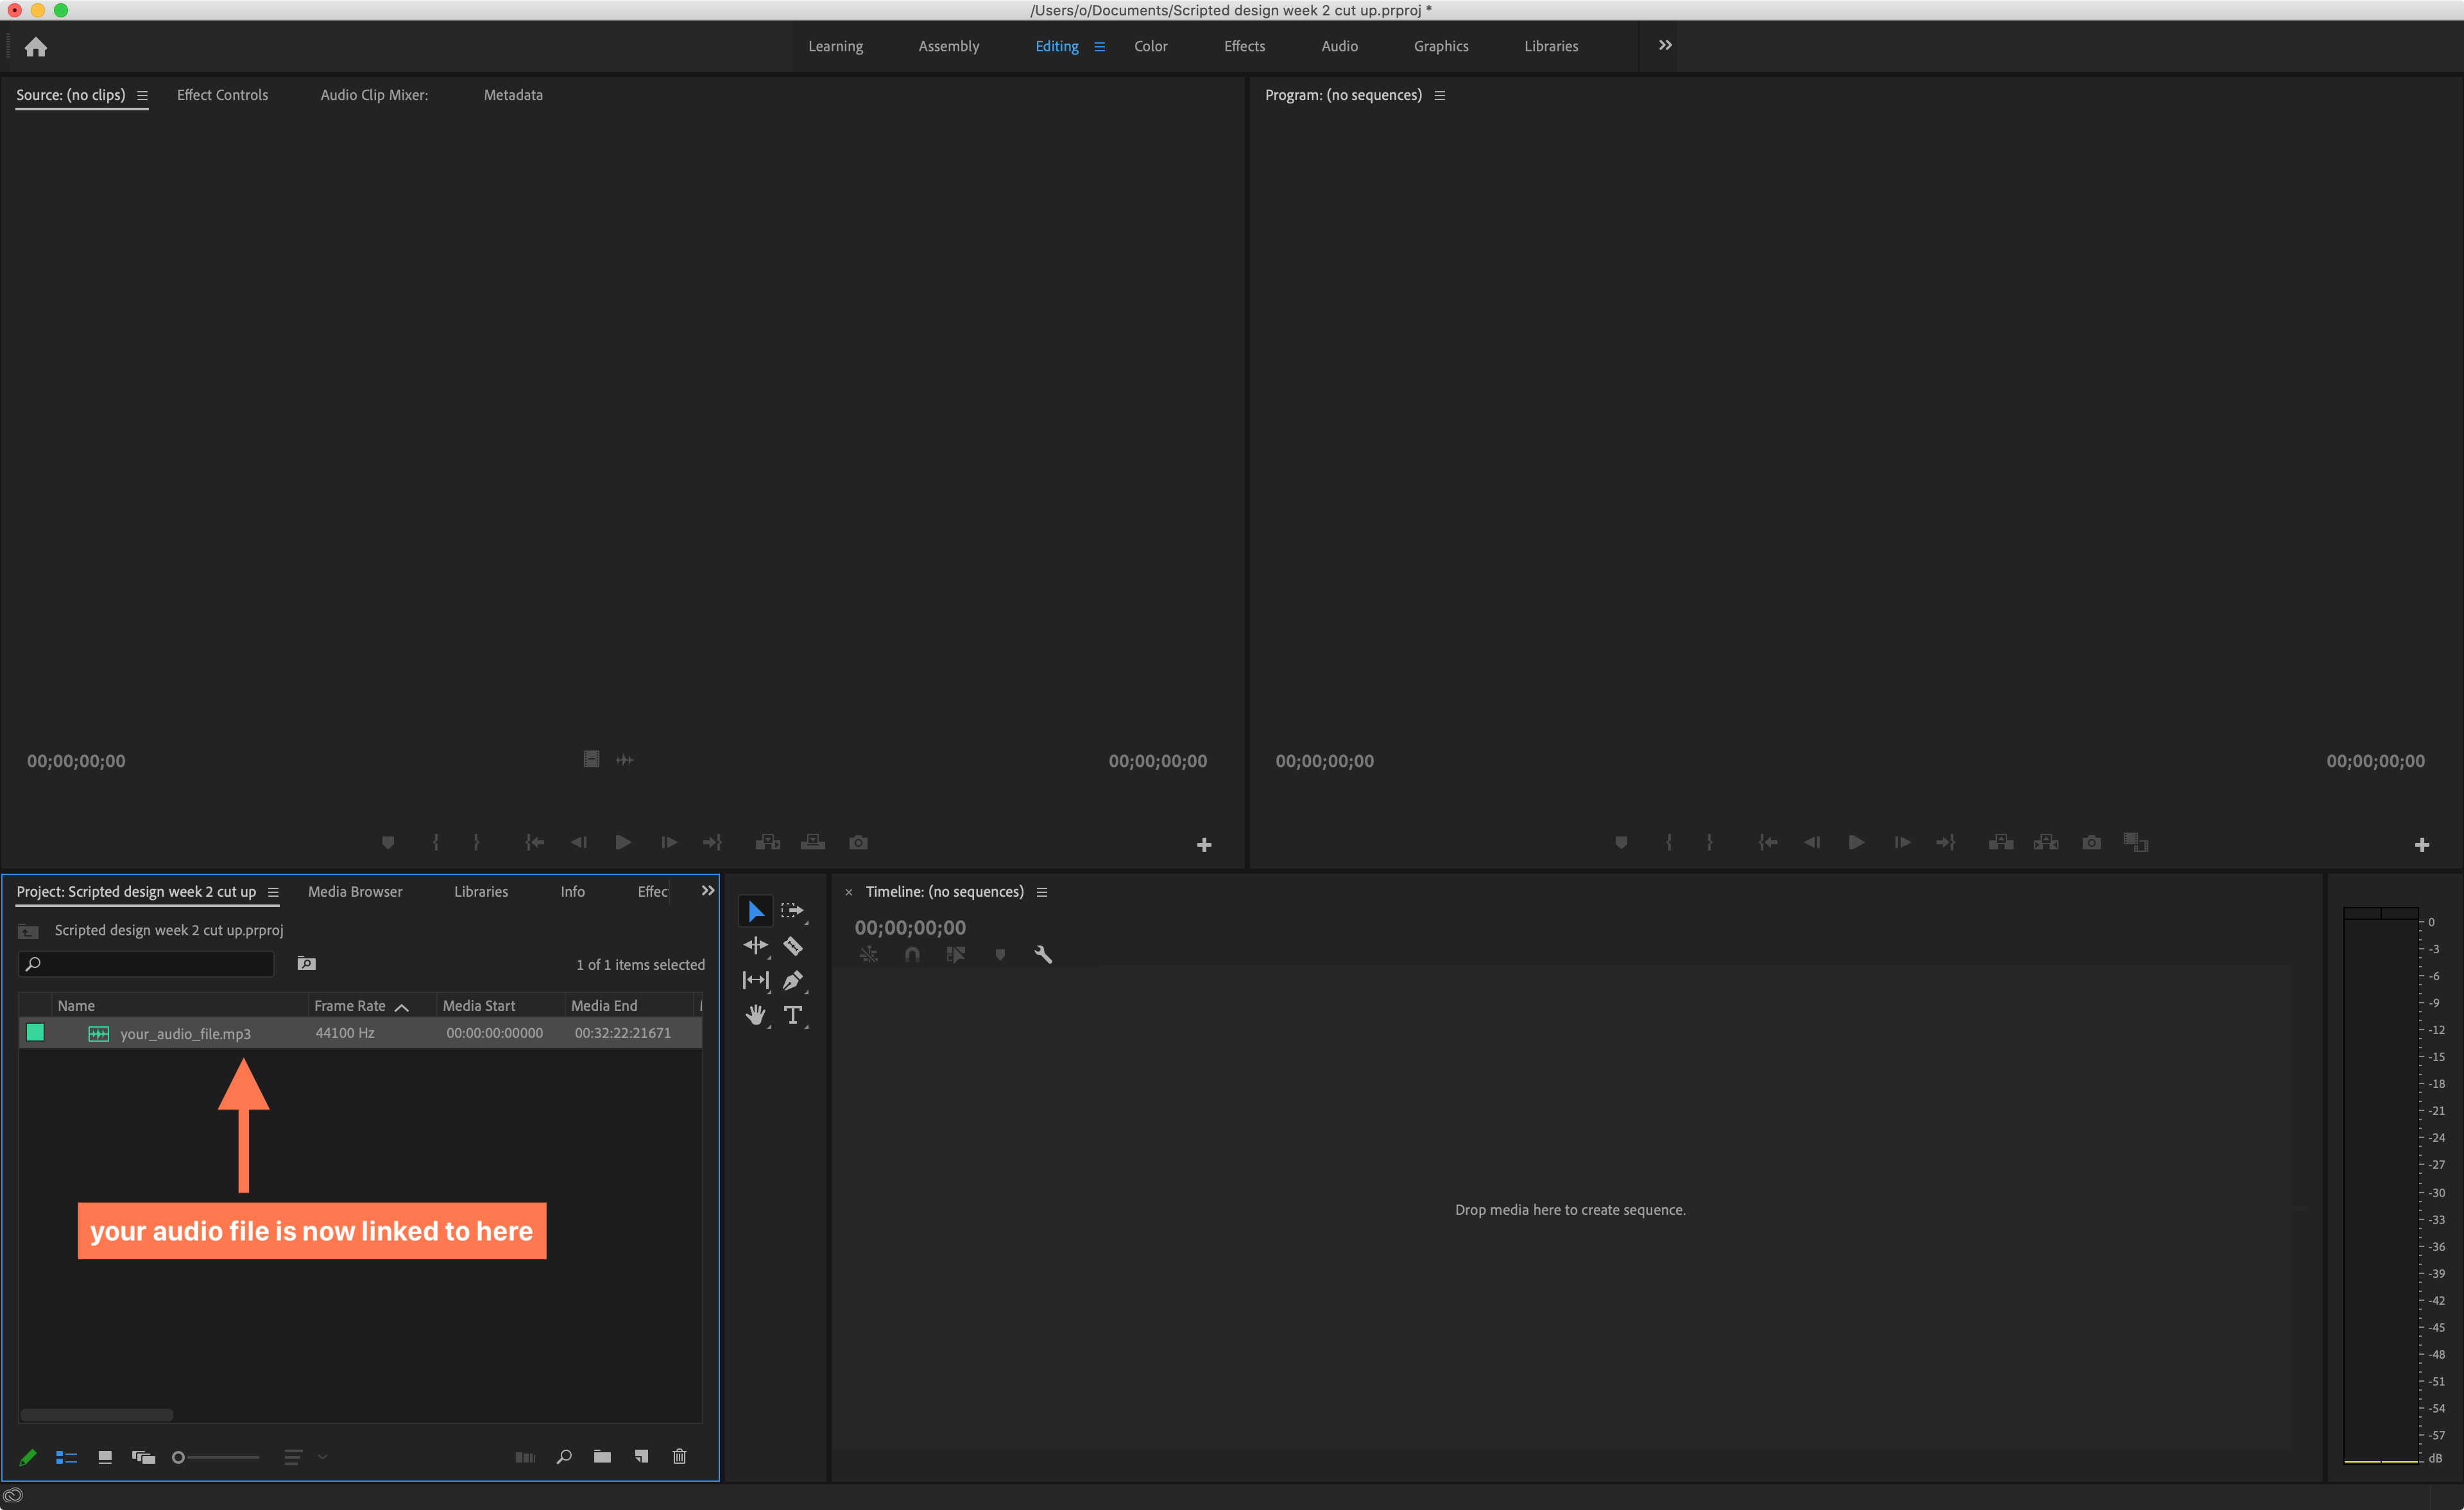 /Users/o/Documents/Scripted design week 2 cut up.prproj *
Learning Assembly Editing Color Effects Audio Graphics Libraries
Source: (no clips) Effect Controls Audio Clip Mixer: Metadata
Program: (no sequences)
00;00;00;00 00;00;00;00
00;00;00;00 00;00;00;00
Project: Scripted design week 2 cut up Media Browser Libraries Info Effec
Scripted design week 2 cut up.prproj
1 of 1 items selected
Name Frame Rate Media Start Media End
your_audio_file.mp3 44100 Hz 00:00:00:00000 00:32:22:21671
your audio file is now linked to here
× Timeline: (no sequences)
00;00;00;00
Drop media here to create sequence.
0
-3
-6
-9
-12
-15
-18
-21
-24
-27
-30
-33
-36
-39
-42
-45
-48
-51
-54
-57
dB